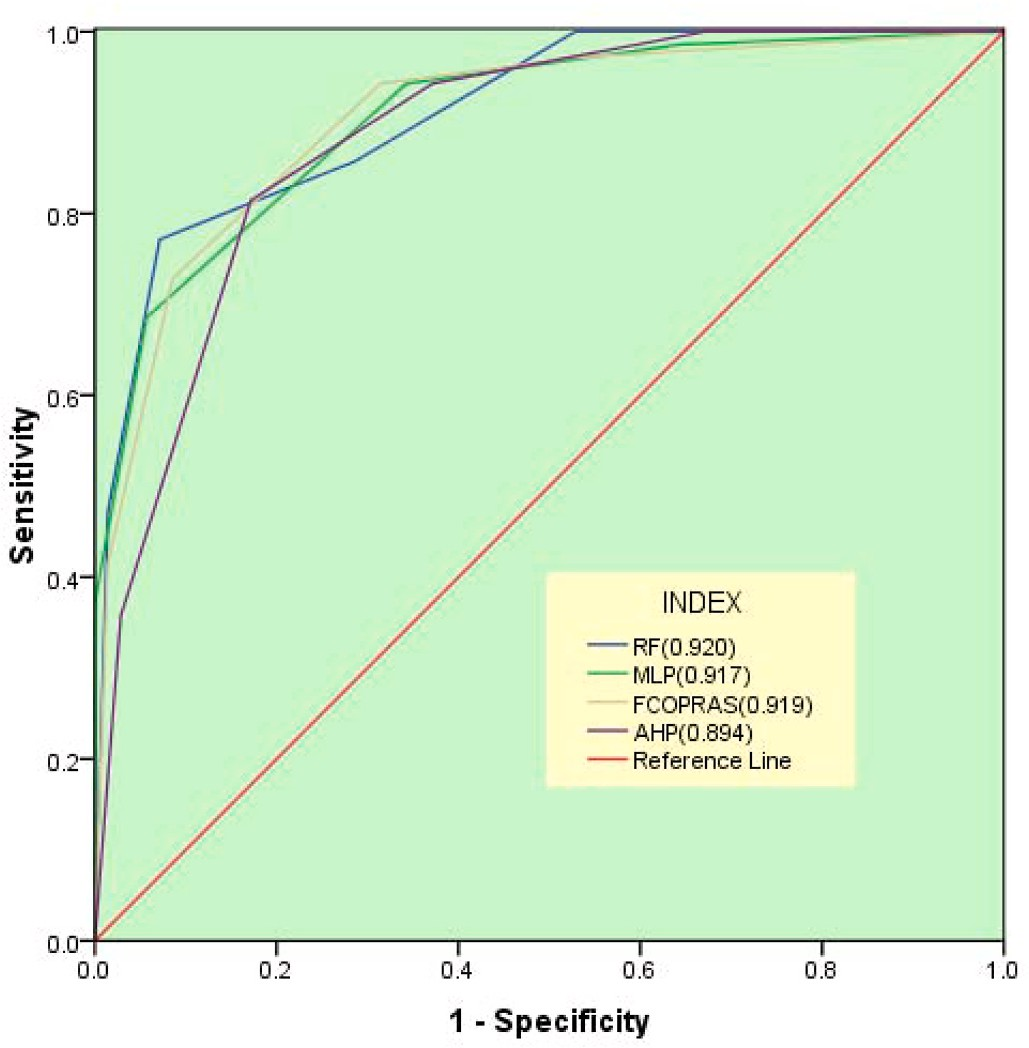 1.0
0.8
0.6
0.4
0.2
0.0
Sensitivity
INDEX
RF(0.920)
MLP(0.917)
FCOPRAS(0.919)
AHP(0.894)
Reference Line
0.0 0.2 0.4 0.6 0.8 1.0
1 - Specificity